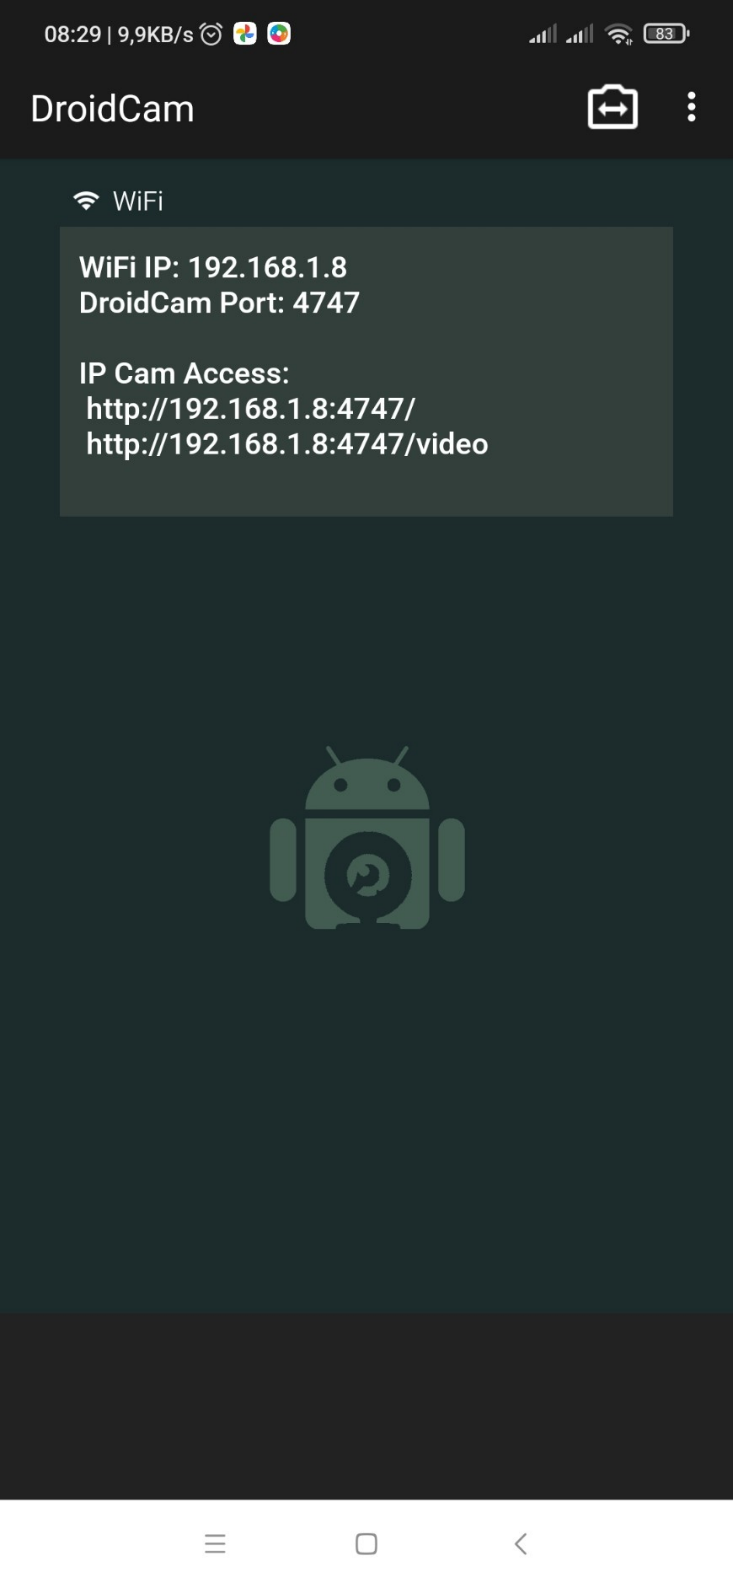 08:29 | 9,9KB/s
83
DroidCam
WiFi
WiFi IP: 192.168.1.8
DroidCam Port: 4747
IP Cam Access:
http://192.168.1.8:4747/
http://192.168.1.8:4747/video